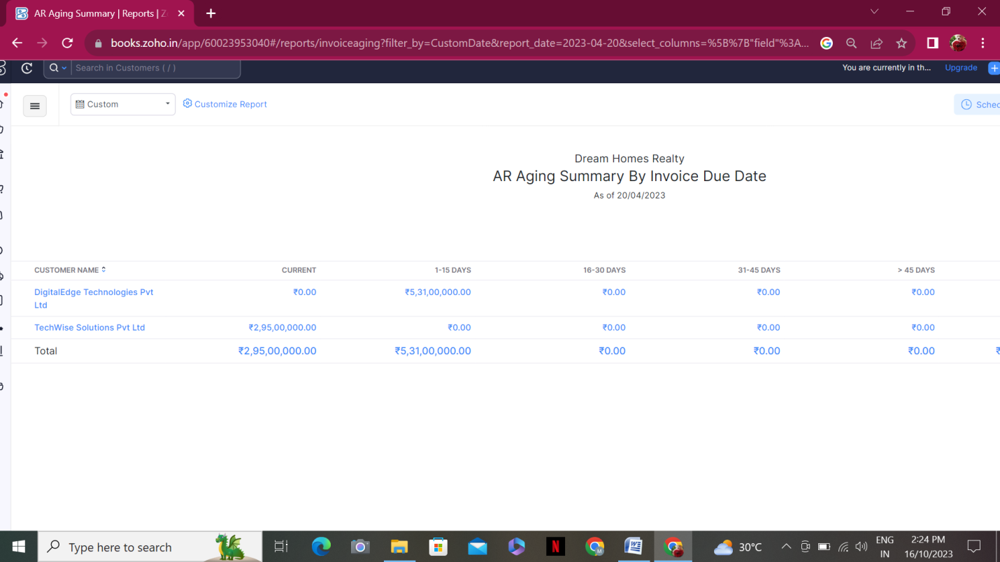 AR Aging Summary | Reports | Z
books.zoho.in/app/60023953040#/reports/invoiceaging?filter_by=CustomDate&report_date=2023-04-20&select_columns=%5B%7B"field"%3A...
Search in Customers ( / )
You are currently in th...
Upgrade
Custom
Customize Report
Sched
Dream Homes Realty
AR Aging Summary By Invoice Due Date
As of 20/04/2023
CUSTOMER NAME CURRENT 1-15 DAYS 16-30 DAYS 31-45 DAYS > 45 DAYS
DigitalEdge Technologies Pvt ₹0.00 ₹5,31,00,000.00 ₹0.00 ₹0.00 ₹0.00
Ltd
TechWise Solutions Pvt Ltd ₹2,95,00,000.00 ₹0.00 ₹0.00 ₹0.00 ₹0.00
Total ₹2,95,00,000.00 ₹5,31,00,000.00 ₹0.00 ₹0.00 ₹0.00 ₹
Type here to search
30°C
ENG
IN
2:24 PM
16/10/2023